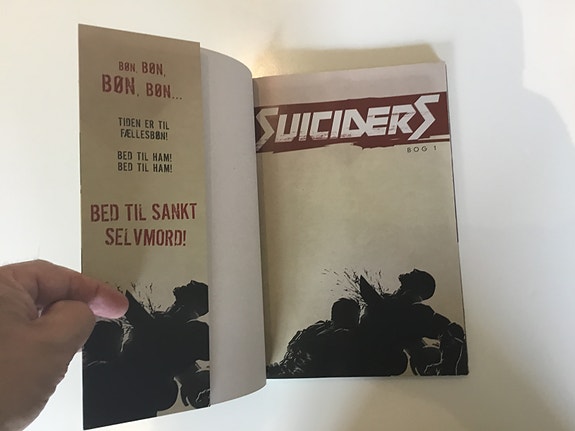 BØN, BØN,
BØN, BØN...
TIDEN ER TIL
FÆLLESBØN!
BED TIL HAM!
BED TIL HAM!
BED TIL SANKT
SELVMORD!
SUICIDERS
BOG 1